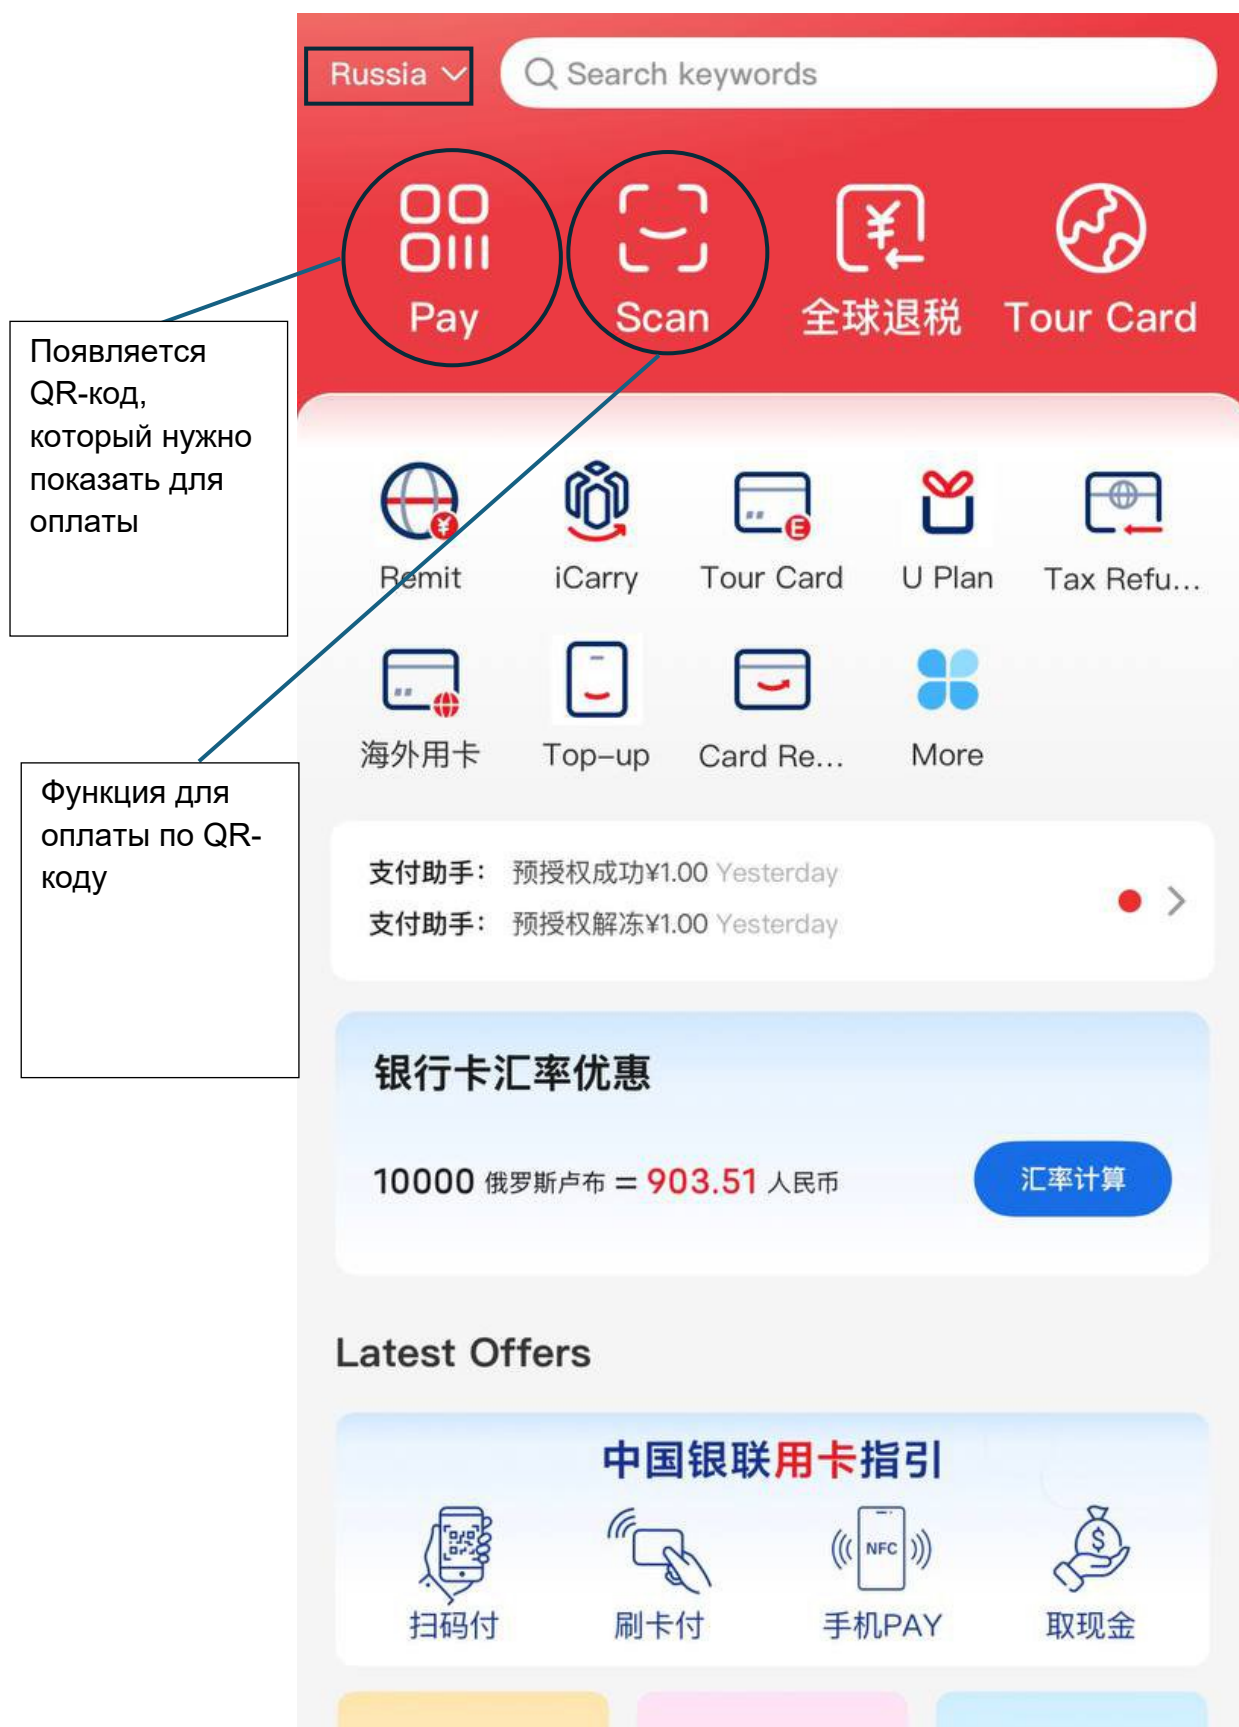 Russia
Search keywords
Pay
Scan
全球退税
Tour Card
Появляется
QR-код,
который нужно
показать для
оплаты
Remit
iCarry
Tour Card
U Plan
Tax Refu...
海外用卡
Top-up
Card Re...
More
Функция для
оплаты по QR-
коду
支付助手： 预授权成功¥1.00 Yesterday
支付助手： 预授权解冻¥1.00 Yesterday
银行卡汇率优惠
10000 俄罗斯卢布 = 903.51 人民币
汇率计算
Latest Offers
中国银联用卡指引
NFC
扫码付
刷卡付
手机PAY
取现金